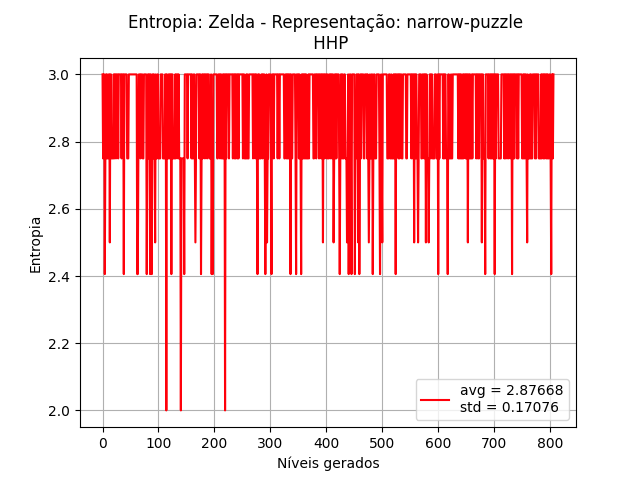 Entropia: Zelda - Representação: narrow-puzzle
HHP
3.0
2.8
2.6
2.4
2.2
2.0
Entropia
avg = 2.87668
std = 0.17076
0 100 200 300 400 500 600 700 800
Níveis gerados